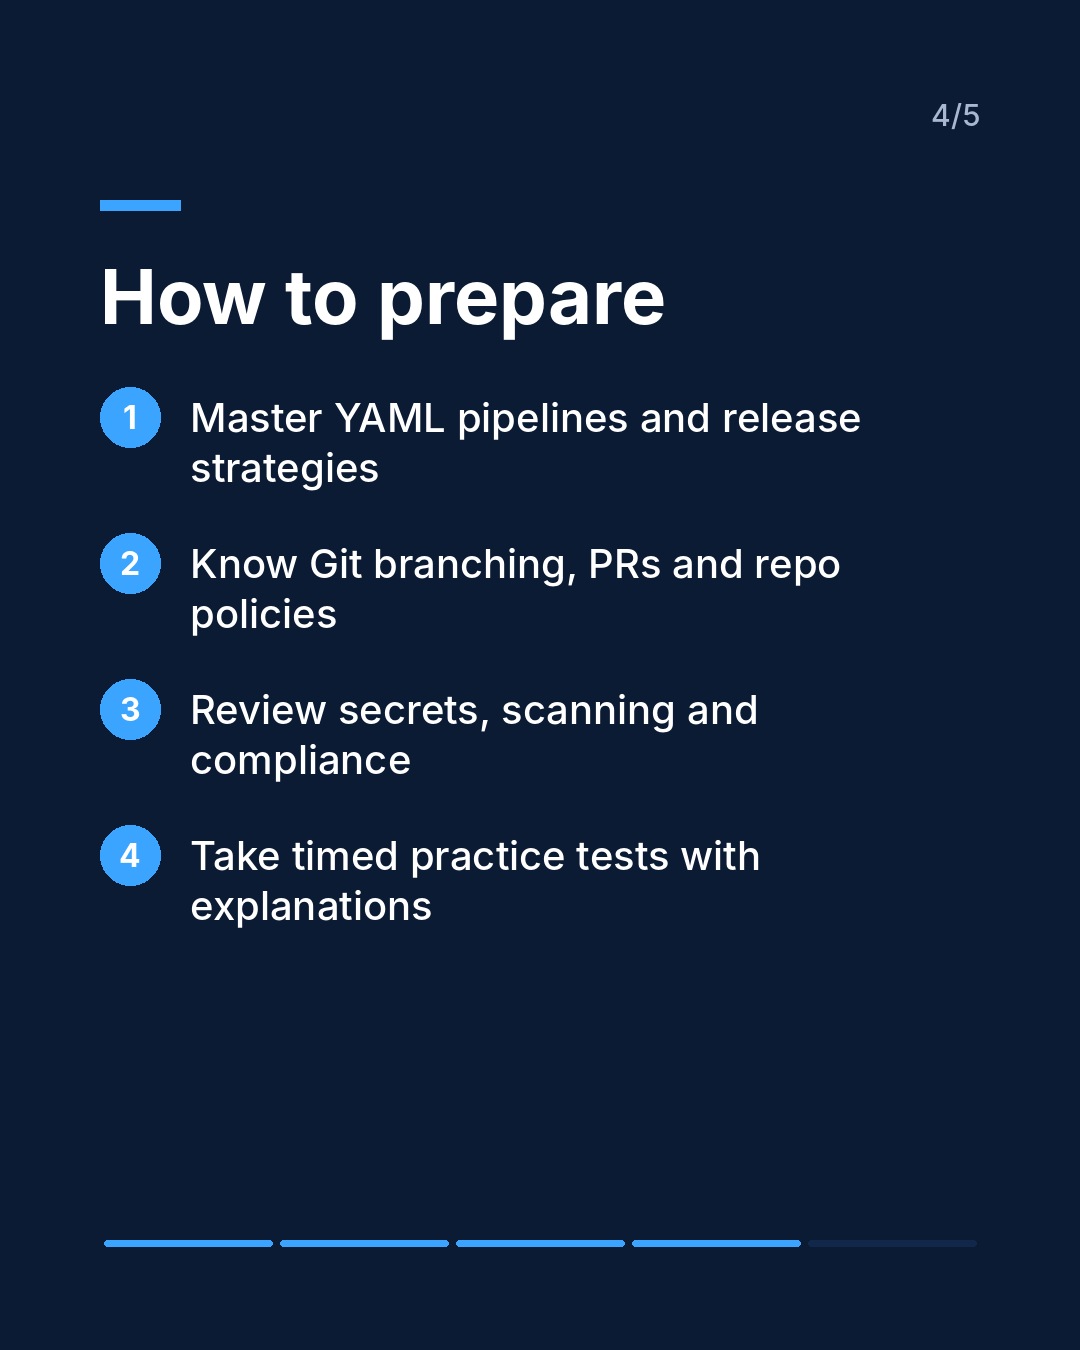 4/5
How to prepare
1 Master YAML pipelines and release
strategies
2 Know Git branching, PRs and repo
policies
3 Review secrets, scanning and
compliance
4 Take timed practice tests with
explanations